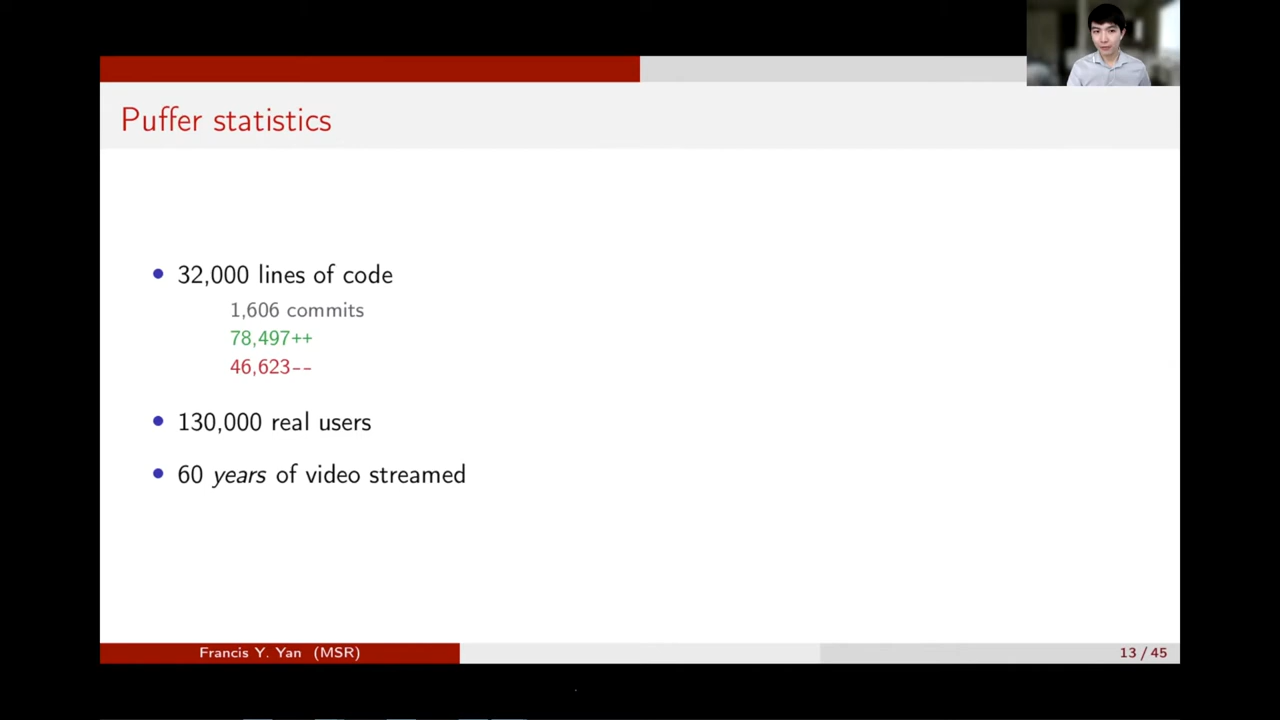 Puffer statistics
• 32,000 lines of code
1,606 commits
78,497++
46,623--
• 130,000 real users
• 60 years of video streamed
Francis Y. Yan (MSR)
13 / 45